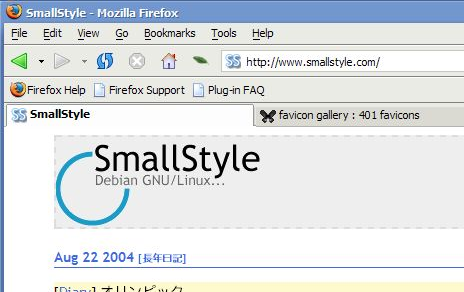 SmallStyle - Mozilla Firefox
File Edit View Go Bookmarks Tools Help
http://www.smallstyle.com/
Firefox Help Firefox Support Plug-in FAQ
SmallStyle favicon gallery : 401 favicons
SmallStyle
Debian GNU/Linux...
Aug 22 2004 [長年日記]
[Diary] オリンピック